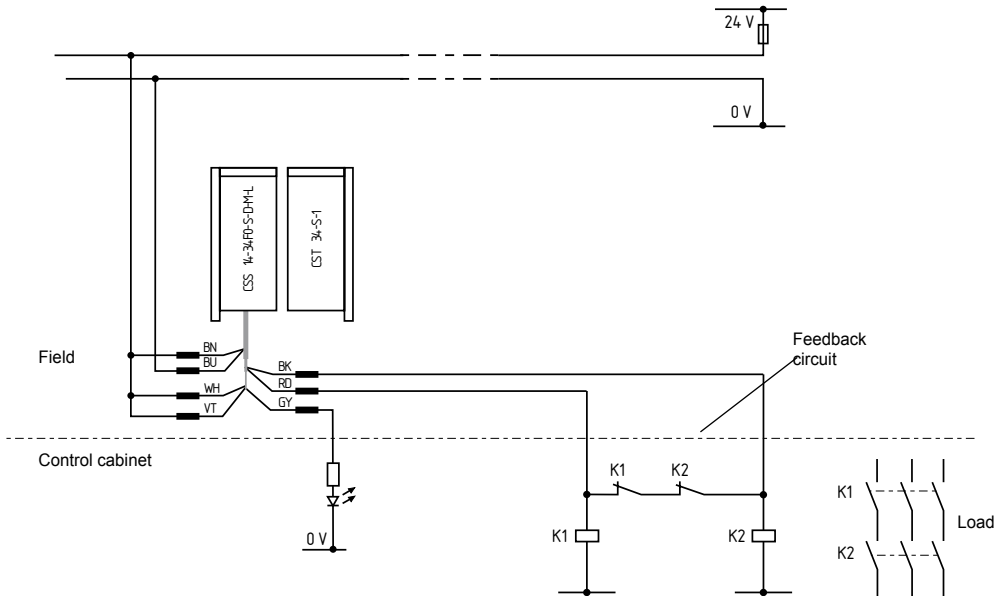 24 V
0 V
CSS 14-34F0-S-D-M-L
CST 34-S-1
Field
BN
BU
WH
VT
BK
RD
GY
Feedback
circuit
Control cabinet
0 V
K1
K2
K1
K2
K1
K2
Load